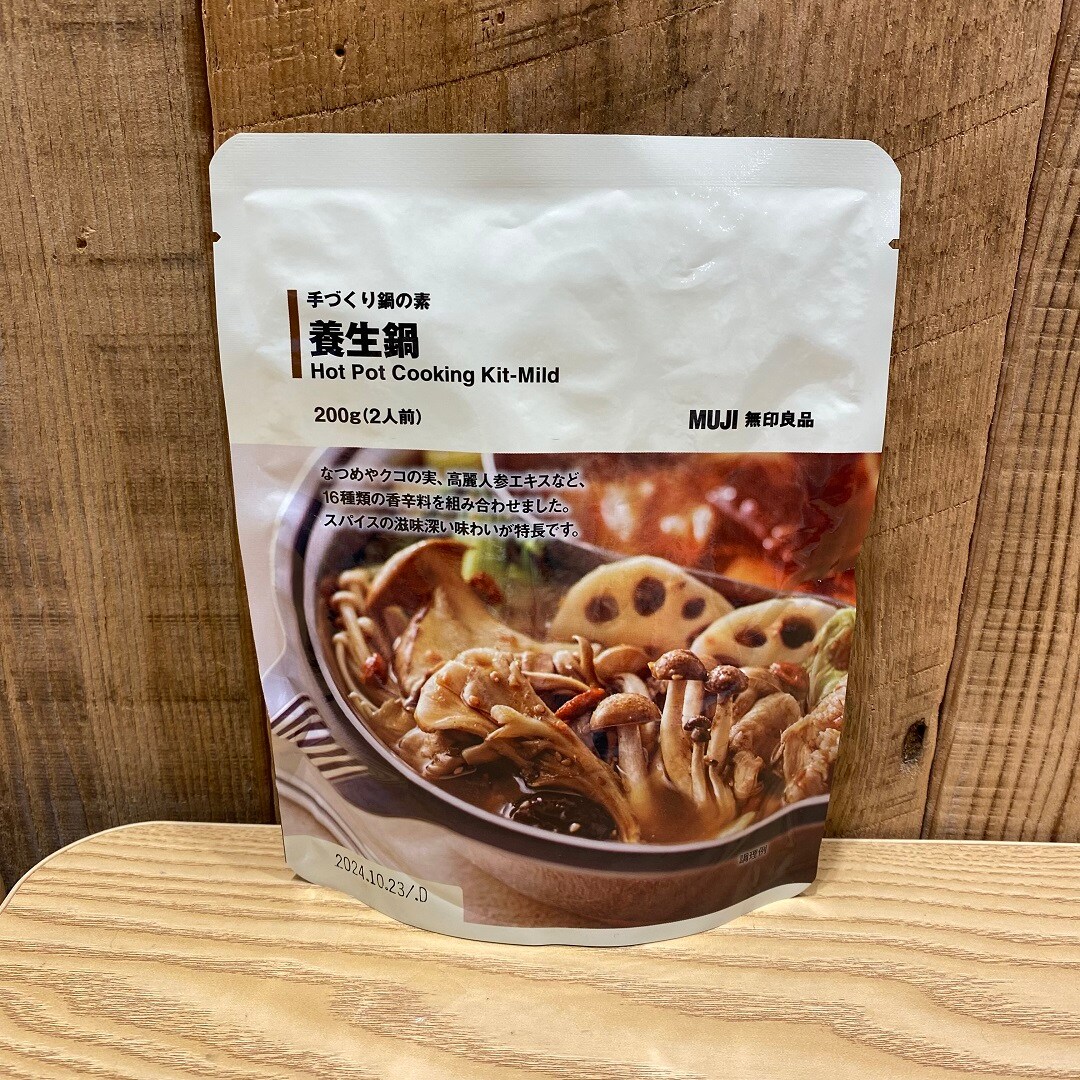 手づくり鍋の素
養生鍋
Hot Pot Cooking Kit-Mild
200g(2人前)
MUJI 無印良品
なつめやクコの実、高麗人参エキスなど、
16種類の香辛料を組み合わせました。
スパイスの滋味深い味わいが特長です。
調理例
2024.10.23/.D